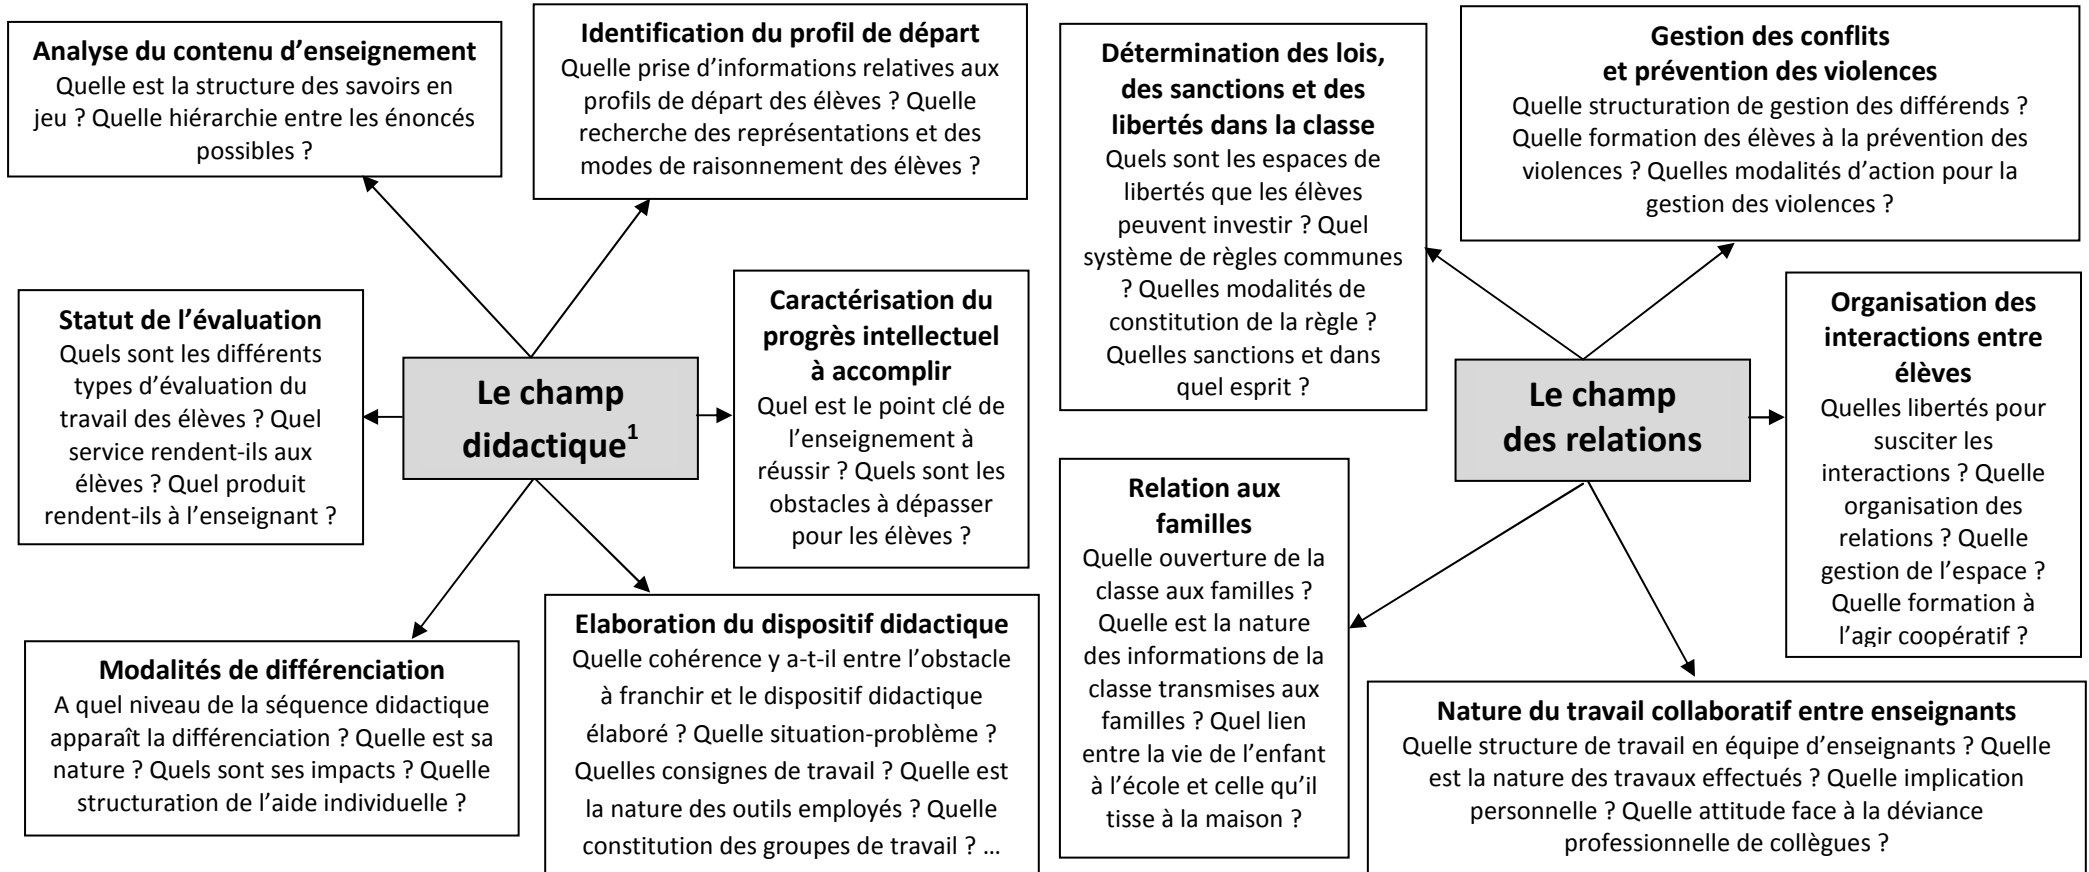 Analyse du contenu d’enseignement
Quelle est la structure des savoirs en
jeu ? Quelle hiérarchie entre les énoncés
possibles ?
Identification du profil de départ
Quelle prise d’informations relatives aux
profils de départ des élèves ? Quelle
recherche des représentations et des
modes de raisonnement des élèves ?
Statut de l’évaluation
Quels sont les différents
types d’évaluation du
travail des élèves ? Quel
service rendent-ils aux
élèves ? Quel produit
rendent-ils à l’enseignant ?
Le champ
didactique¹
Caractérisation du
progrès intellectuel
à accomplir
Quel est le point clé de
l’enseignement à
réussir ? Quels sont les
obstacles à dépasser
pour les élèves ?
Modalités de différenciation
A quel niveau de la séquence didactique
apparaît la différenciation ? Quelle est sa
nature ? Quels sont ses impacts ? Quelle
structuration de l’aide individuelle ?
Elaboration du dispositif didactique
Quelle cohérence y a-t-il entre l’obstacle
à franchir et le dispositif didactique
élaboré ? Quelle situation-problème ?
Quelles consignes de travail ? Quelle est
la nature des outils employés ? Quelle
constitution des groupes de travail ? …
Détermination des lois,
des sanctions et des
libertés dans la classe
Quels sont les espaces de
libertés que les élèves
peuvent investir ? Quel
système de règles communes
? Quelles modalités de
constitution de la règle ?
Quelles sanctions et dans
quel esprit ?
Gestion des conflits
et prévention des violences
Quelle structuration de gestion des différends ?
Quelle formation des élèves à la prévention des
violences ? Quelles modalités d’action pour la
gestion des violences ?
Le champ
des relations
Organisation des
interactions entre
élèves
Quelles libertés pour
susciter les
interactions ? Quelle
organisation des
relations ? Quelle
gestion de l’espace ?
Quelle formation à
l’agir coopératif ?
Relation aux
familles
Quelle ouverture de la
classe aux familles ?
Quelle est la nature
des informations de la
classe transmises aux
familles ? Quel lien
entre la vie de l’enfant
à l’école et celle qu’il
tisse à la maison ?
Nature du travail collaboratif entre enseignants
Quelle structure de travail en équipe d’enseignants ? Quelle
est la nature des travaux effectués ? Quelle implication
personnelle ? Quelle attitude face à la déviance
professionnelle de collègues ?